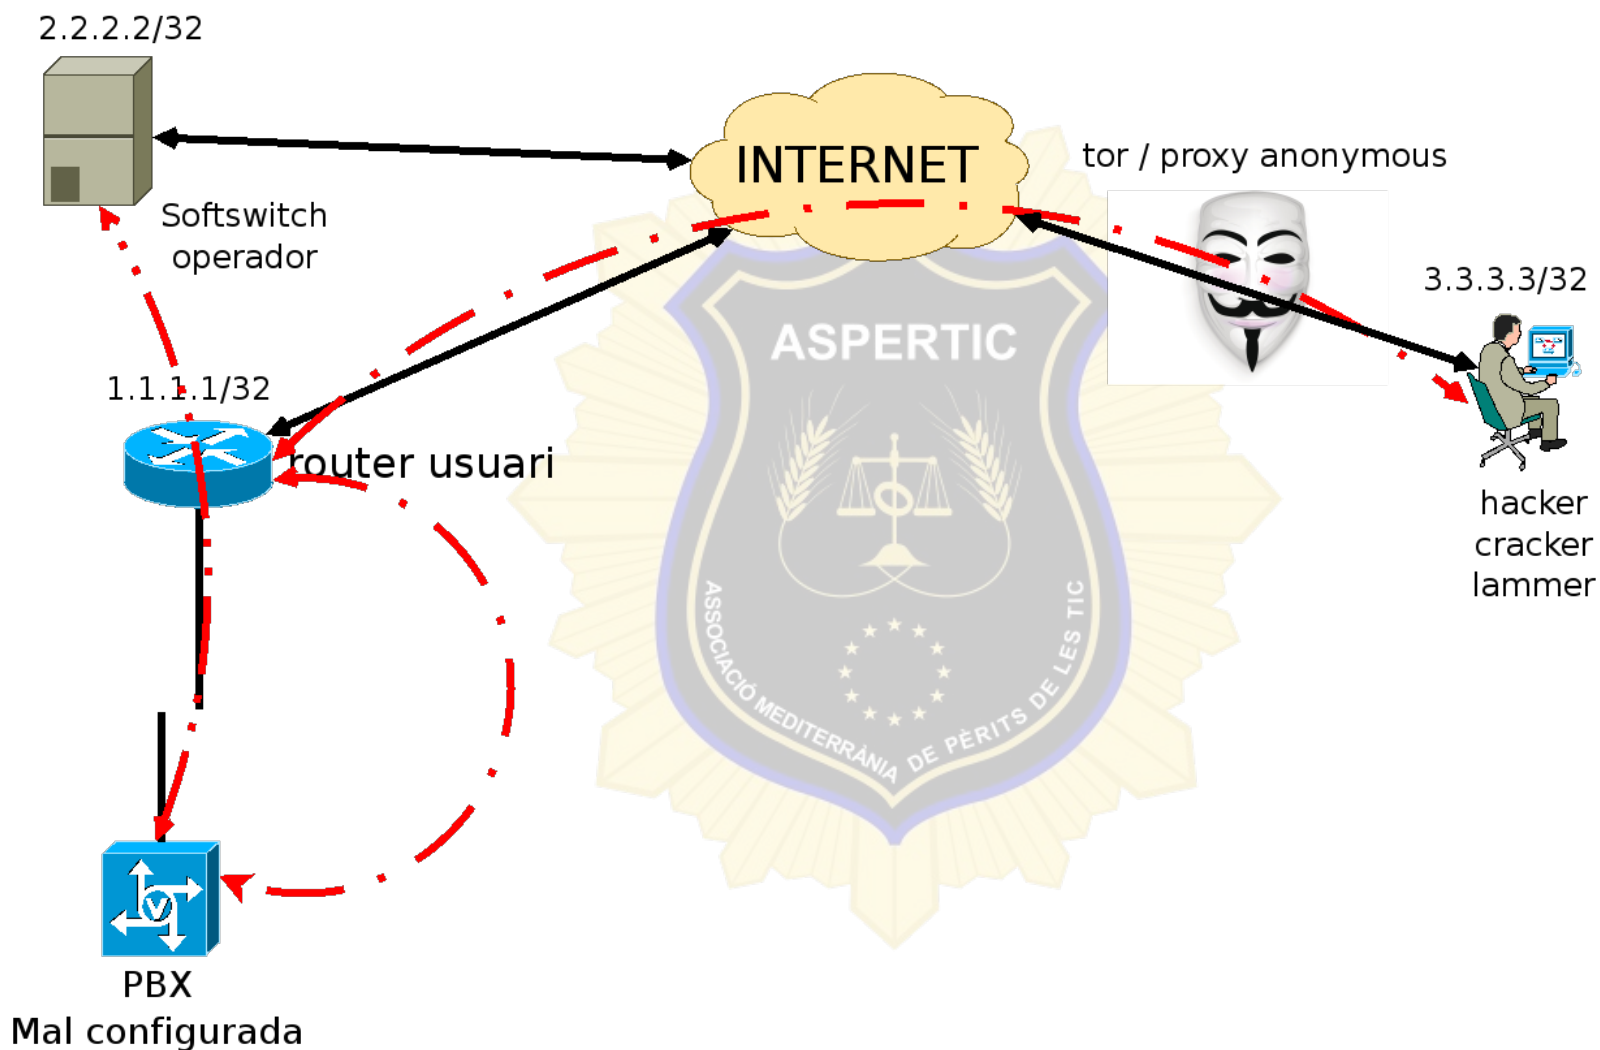 2.2.2.2/32
INTERNET
tor / proxy anonymous
Softswitch
operador
3.3.3.3/32
ASPERTIC
1.1.1.1/32
router usuari
hacker
cracker
lammer
ASSOCIACIÓ MEDITERRÀNIA DE PÈRITS DE LES TIC
V
PBX
Mal configurada